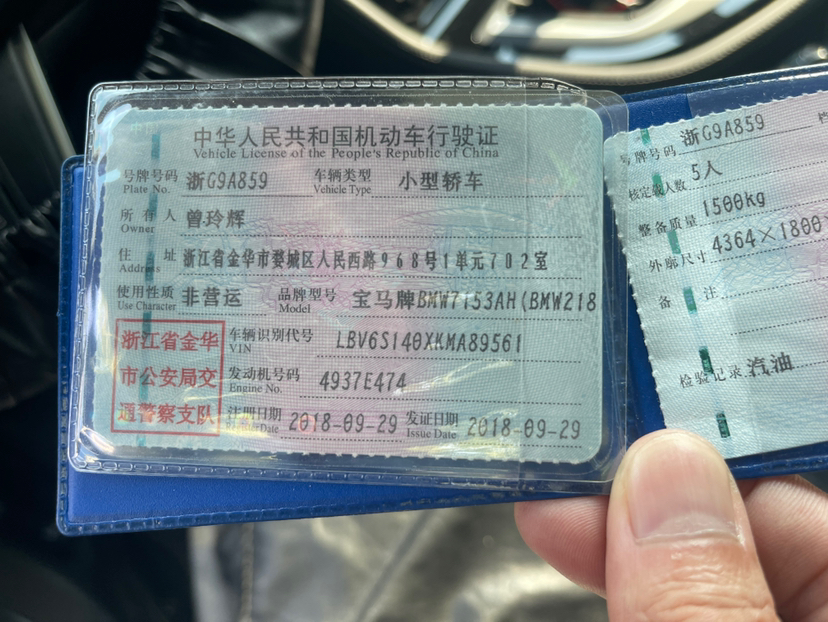 中华人民共和国机动车行驶证
Vehicle License of the People's Republic of China
号牌号码 浙G9A859 车辆类型 小型轿车
Plate No. Vehicle Type
所有人 曾玲辉
Owner
住址 浙江省金华市婺城区人民西路968号1单元702室
Address
使用性质 非营运 品牌型号 宝马牌BMW7153AH(BMW218
Use Character Model
浙江省金华
市公安局交
通警察支队
车辆识别代号 LBV6S140XKMA89561
VIN
发动机号码 4937E474
Engine No.
注册日期 2018-09-29 发证日期 2018-09-29
Issue Date
号牌号码 浙G9A859
核定载人数 5人
整备质量 1500kg
外廓尺寸 4364×1800
备注
检验记录 汽油